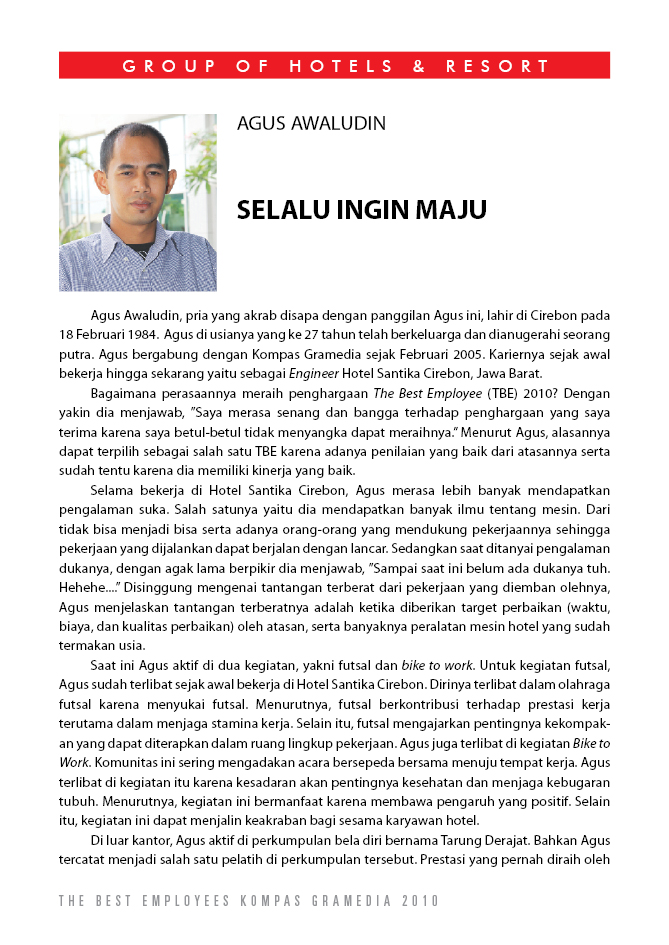 GROUP OF HOTELS & RESORT
AGUS AWALUDIN
SELALU INGIN MAJU
Agus Awaludin, pria yang akrab disapa dengan panggilan Agus ini, lahir di Cirebon pada
18 Februari 1984. Agus di usianya yang ke 27 tahun telah berkeluarga dan dianugerahi seorang
putra. Agus bergabung dengan Kompas Gramedia sejak Februari 2005. Kariernya sejak awal
bekerja hingga sekarang yaitu sebagai Engineer Hotel Santika Cirebon, Jawa Barat.
Bagaimana perasaannya meraih penghargaan The Best Employee (TBE) 2010? Dengan
yakin dia menjawab, ”Saya merasa senang dan bangga terhadap penghargaan yang saya
terima karena saya betul-betul tidak menyangka dapat meraihnya.“ Menurut Agus, alasannya
dapat terpilih sebagai salah satu TBE karena adanya penilaian yang baik dari atasannya serta
sudah tentu karena dia memiliki kinerja yang baik.
Selama bekerja di Hotel Santika Cirebon, Agus merasa lebih banyak mendapatkan
pengalaman suka. Salah satunya yaitu dia mendapatkan banyak ilmu tentang mesin. Dari
tidak bisa menjadi bisa serta adanya orang-orang yang mendukung pekerjaannya sehingga
pekerjaan yang dijalankan dapat berjalan dengan lancar. Sedangkan saat ditanyai pengalaman
dukanya, dengan agak lama berpikir dia menjawab, ”Sampai saat ini belum ada dukanya tuh.
Hehehe....” Disinggung mengenai tantangan terberat dari pekerjaan yang diemban olehnya,
Agus menjelaskan tantangan terberatnya adalah ketika diberikan target perbaikan (waktu,
biaya, dan kualitas perbaikan) oleh atasan, serta banyaknya peralatan mesin hotel yang sudah
termakan usia.
Saat ini Agus aktif di dua kegiatan, yakni futsal dan bike to work. Untuk kegiatan futsal,
Agus sudah terlibat sejak awal bekerja di Hotel Santika Cirebon. Dirinya terlibat dalam olahraga
futsal karena menyukai futsal. Menurutnya, futsal berkontribusi terhadap prestasi kerja
terutama dalam menjaga stamina kerja. Selain itu, futsal mengajarkan pentingnya kekompak-
an yang dapat diterapkan dalam ruang lingkup pekerjaan. Agus juga terlibat di kegiatan Bike to
Work. Komunitas ini sering mengadakan acara bersepeda bersama menuju tempat kerja. Agus
terlibat di kegiatan itu karena kesadaran akan pentingnya kesehatan dan menjaga kebugaran
tubuh. Menurutnya, kegiatan ini bermanfaat karena membawa pengaruh yang positif. Selain
itu, kegiatan ini dapat menjalin keakraban bagi sesama karyawan hotel.
Di luar kantor, Agus aktif di perkumpulan bela diri bernama Tarung Derajat. Bahkan Agus
tercatat menjadi salah satu pelatih di perkumpulan tersebut. Prestasi yang pernah diraih oleh
THE BEST EMPLOYEES KOMPAS GRAMEDIA 2010